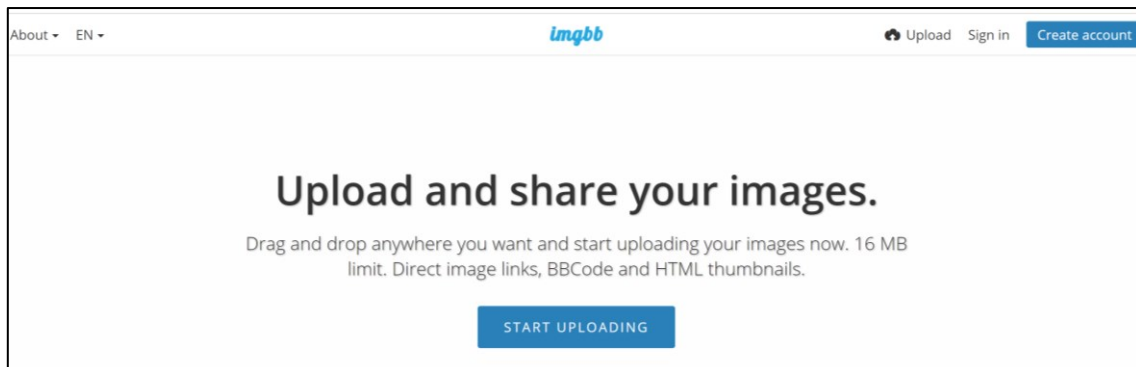 About EN imgbb Upload Sign in Create account
Upload and share your images.
Drag and drop anywhere you want and start uploading your images now. 16 MB
limit. Direct image links, BBCode and HTML thumbnails.
START UPLOADING